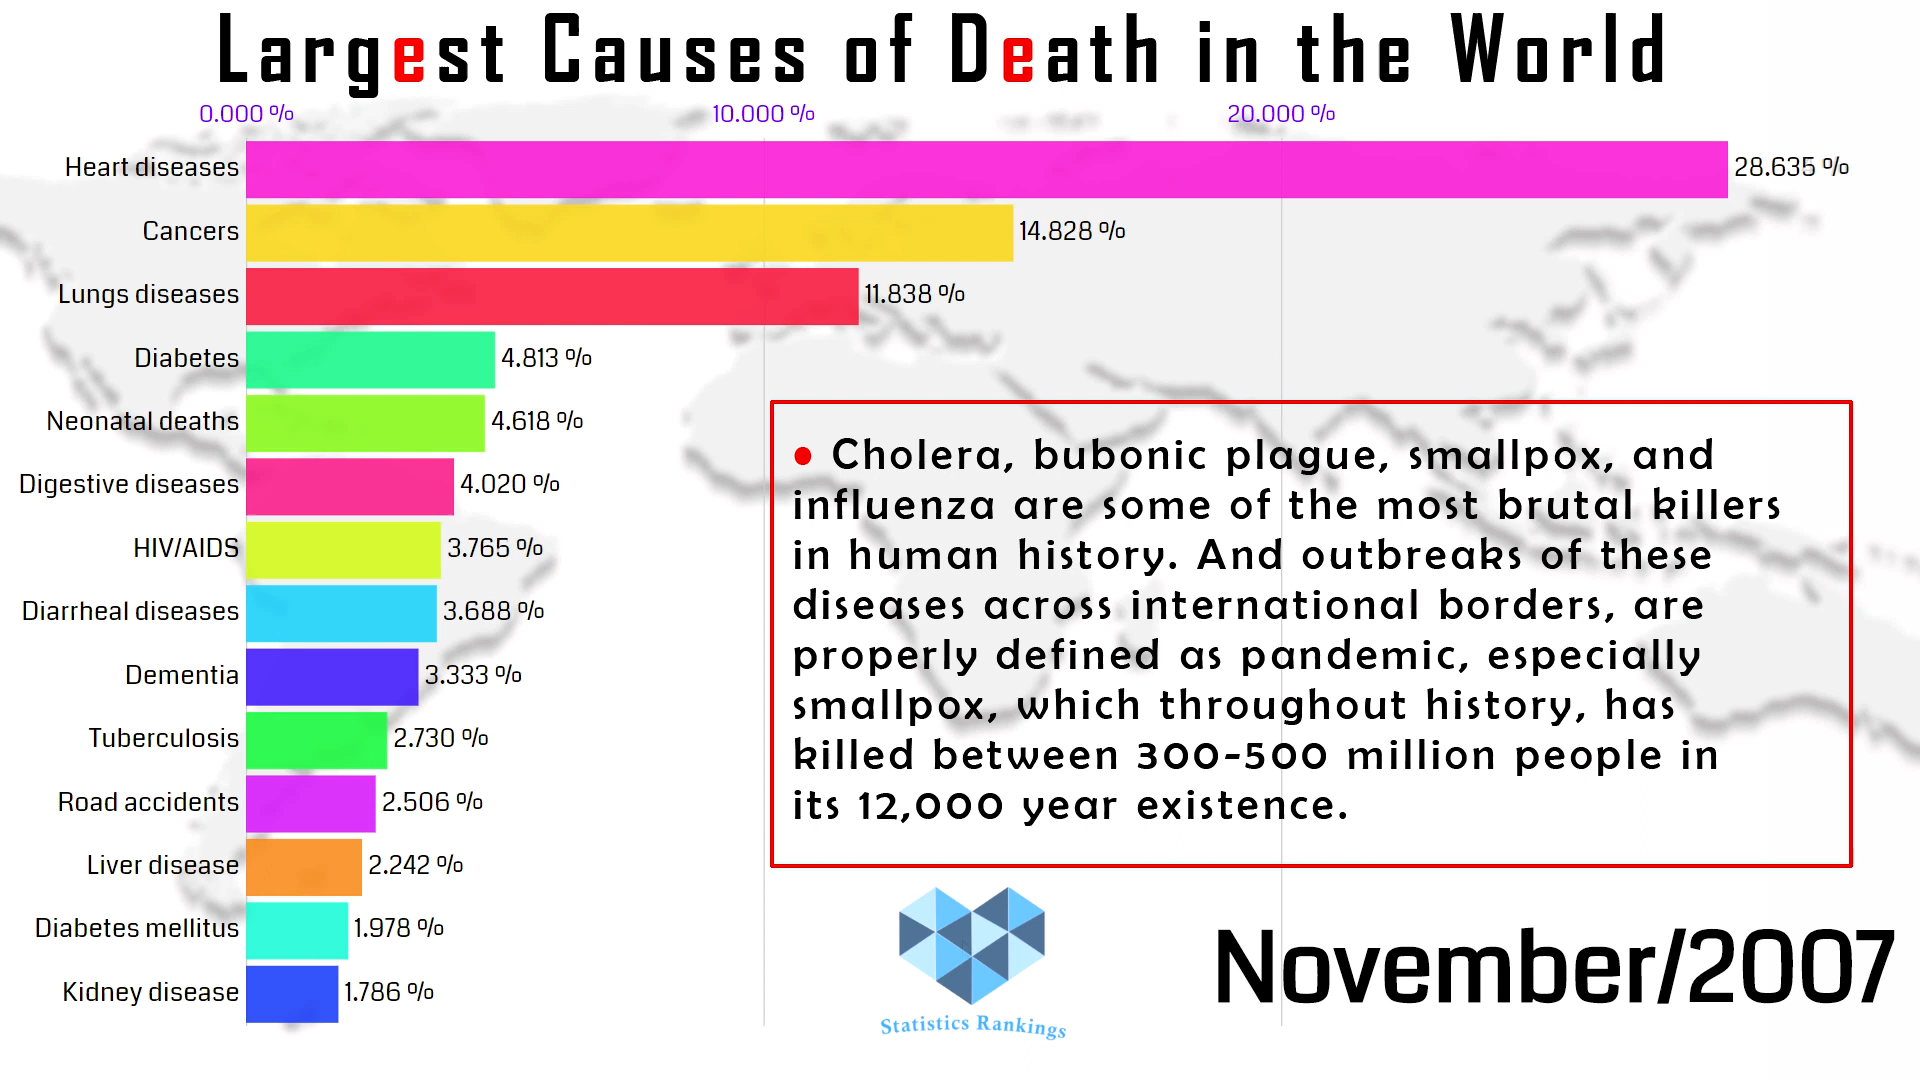 Largest Causes of Death in the World
0.000 % 10.000 % 20.000 %
Heart diseases 28.635 %
Cancers 14.828 %
Lungs diseases 11.838 %
Diabetes 4.813 %
Neonatal deaths 4.618 %
Digestive diseases 4.020 %
HIV/AIDS 3.765 %
Diarrheal diseases 3.688 %
Dementia 3.333 %
Tuberculosis 2.730 %
Road accidents 2.506 %
Liver disease 2.242 %
Diabetes mellitus 1.978 %
Kidney disease 1.786 %
• Cholera, bubonic plague, smallpox, and
influenza are some of the most brutal killers
in human history. And outbreaks of these
diseases across international borders, are
properly defined as pandemic, especially
smallpox, which throughout history, has
killed between 300-500 million people in
its 12,000 year existence.
Statistics Rankings
November/2007